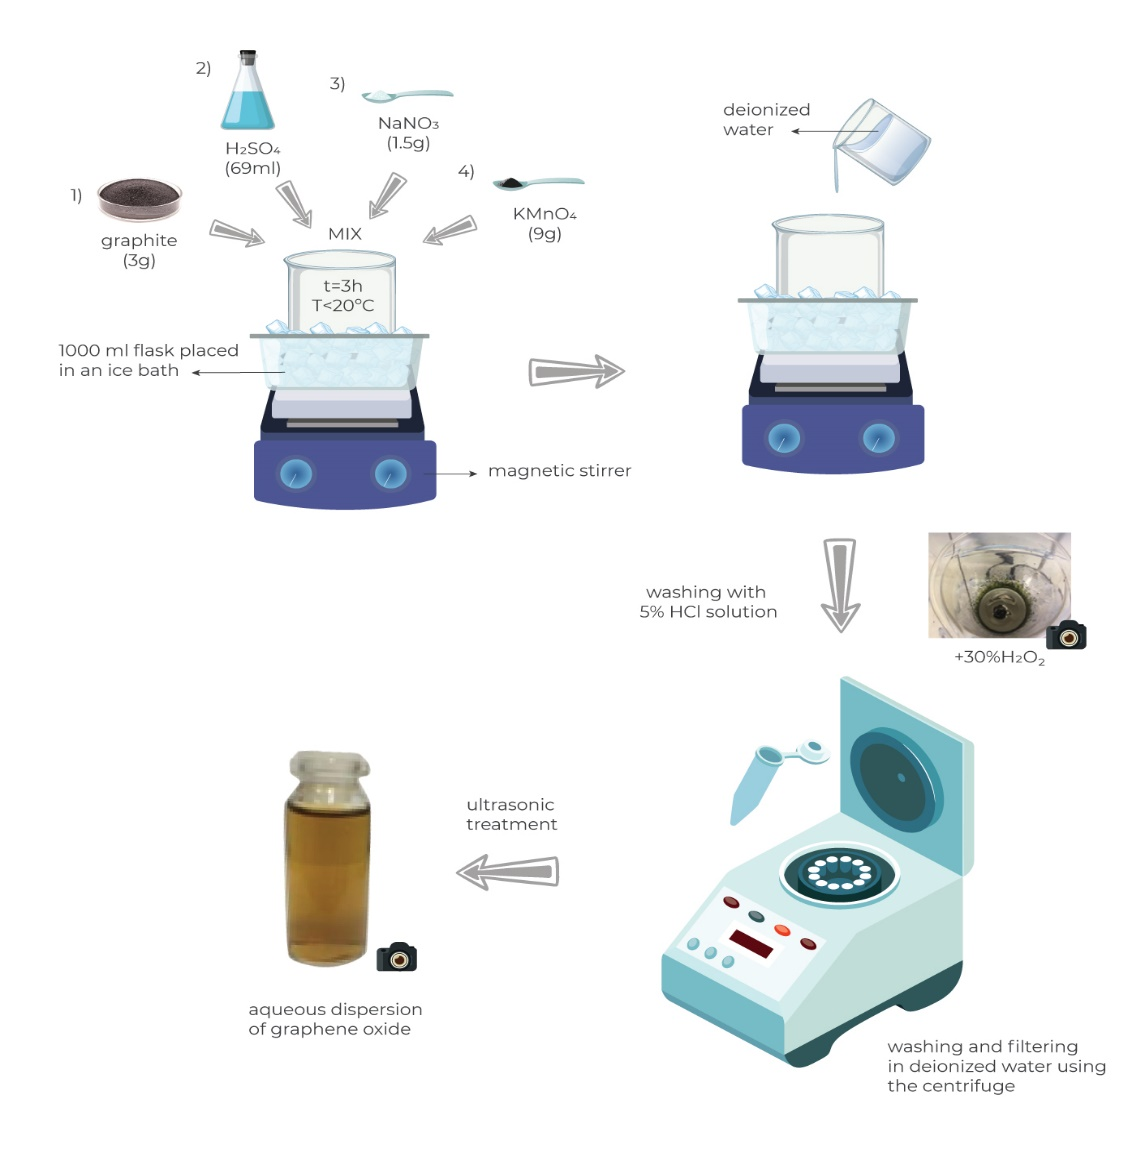 2)
H₂SO₄
(69ml)
3)
NaNO₃
(1.5g)
4)
KMnO₄
(9g)
1)
graphite
(3g)
MIX
t=3h
T<20°C
1000 ml flask placed
in an ice bath
magnetic stirrer
deionized
water
washing with
5% HCl solution
+30%H₂O₂
washing and filtering
in deionized water using
the centrifuge
ultrasonic
treatment
aqueous dispersion
of graphene oxide